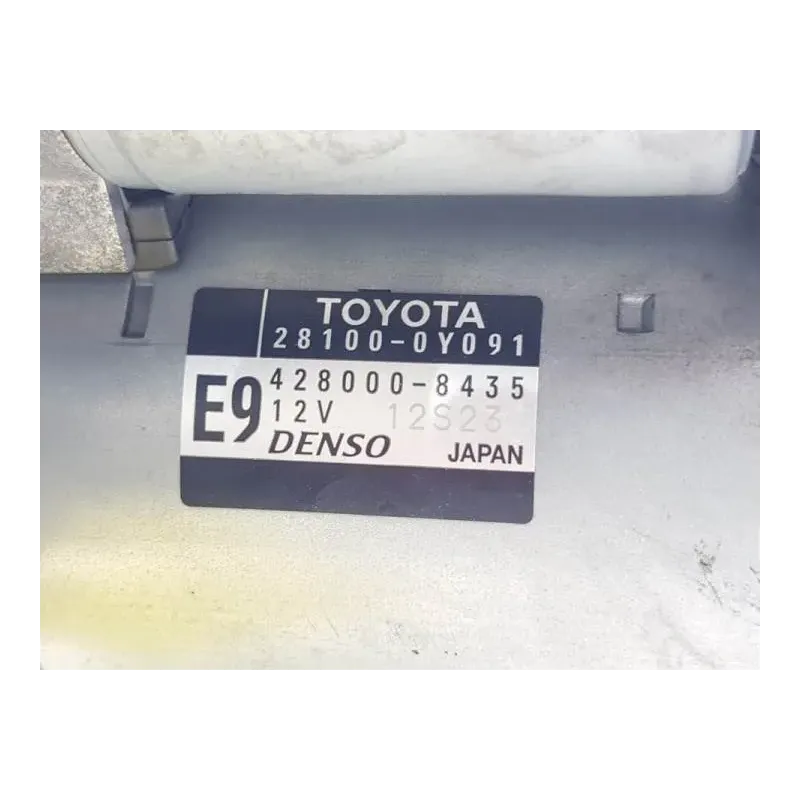 TOYOTA
28100-0Y091
E9
428000-8435
12V 12S23
DENSO JAPAN